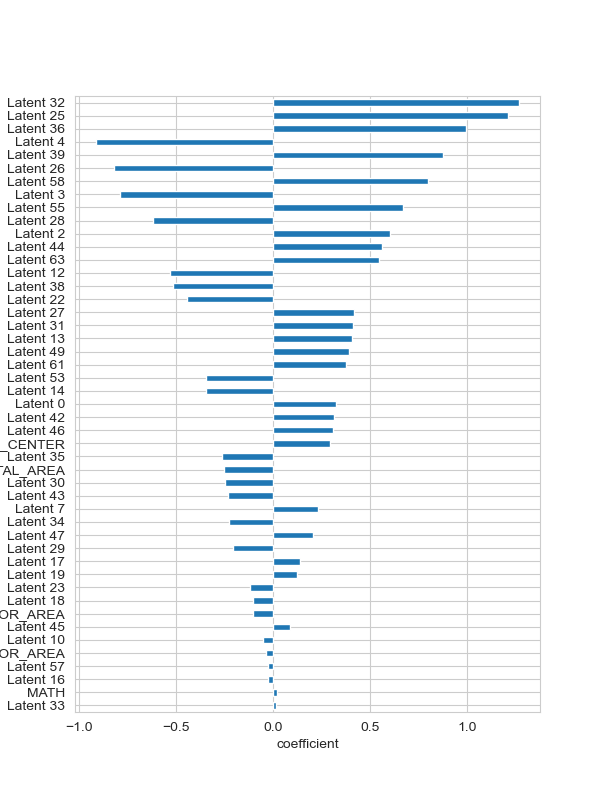 Latent 32
Latent 25
Latent 36
Latent 4
Latent 39
Latent 26
Latent 58
Latent 3
Latent 55
Latent 28
Latent 2
Latent 44
Latent 63
Latent 12
Latent 38
Latent 22
Latent 27
Latent 31
Latent 13
Latent 49
Latent 61
Latent 53
Latent 14
Latent 0
Latent 42
Latent 46
_CENTER
Latent 35
TAL_AREA
Latent 30
Latent 43
Latent 7
Latent 34
Latent 47
Latent 29
Latent 17
Latent 19
Latent 23
Latent 18
OR_AREA
Latent 45
Latent 10
OR_AREA
Latent 57
Latent 16
MATH
Latent 33
−1.0 −0.5 0.0 0.5 1.0
coefficient